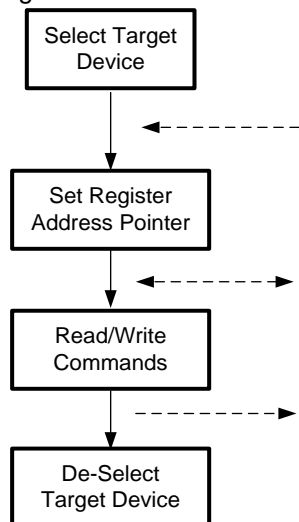 Select Target
Device
Set Register
Address Pointer
Read/Write
Commands
De-Select
Target Device